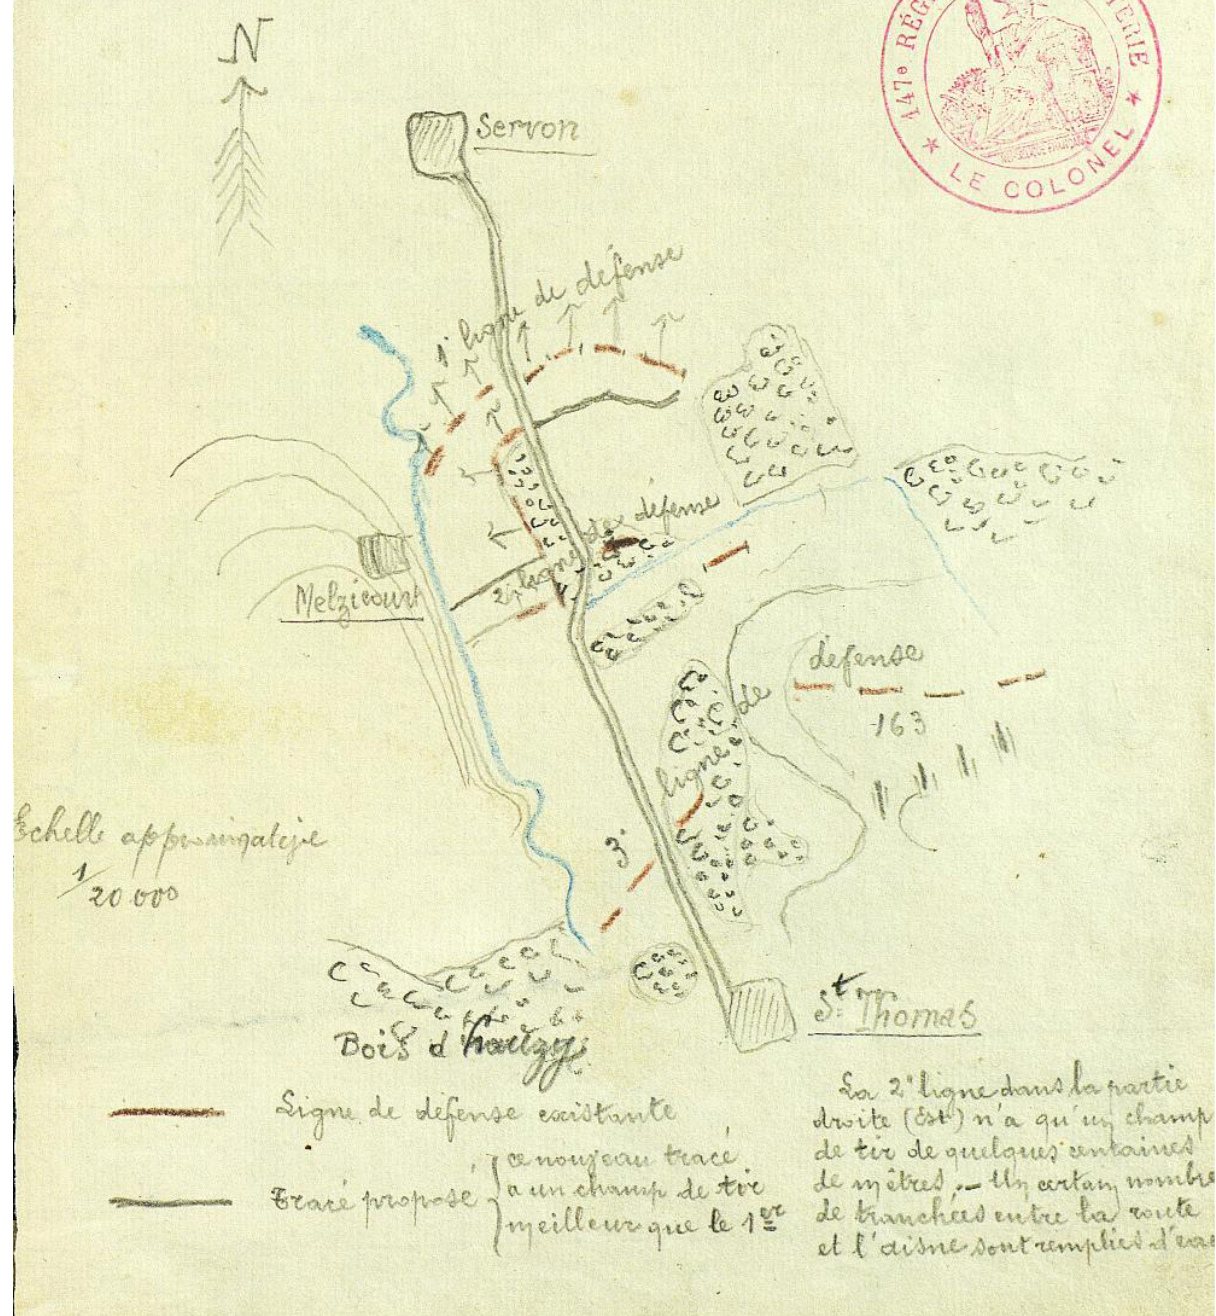 N
147e RÉG
ERIE
LE COLONEL
Servon
1e ligne de défense
2e ligne de défense
Melzicourt
défense
de
163
ligne
3e
Echelle approximative
1/20 000
St Thomas
Bois d'hauzy
Ligne de défense existante
Tracé proposé
ce nouveau tracé
a un champ de tir
meilleur que le 1er
La 2e ligne dans la partie
droite (Est) n'a qu'un champ
de tir de quelques centaines
de mètres. — Un certain nombre
de tranchées entre la route
et l'aisne sont remplies d'eau